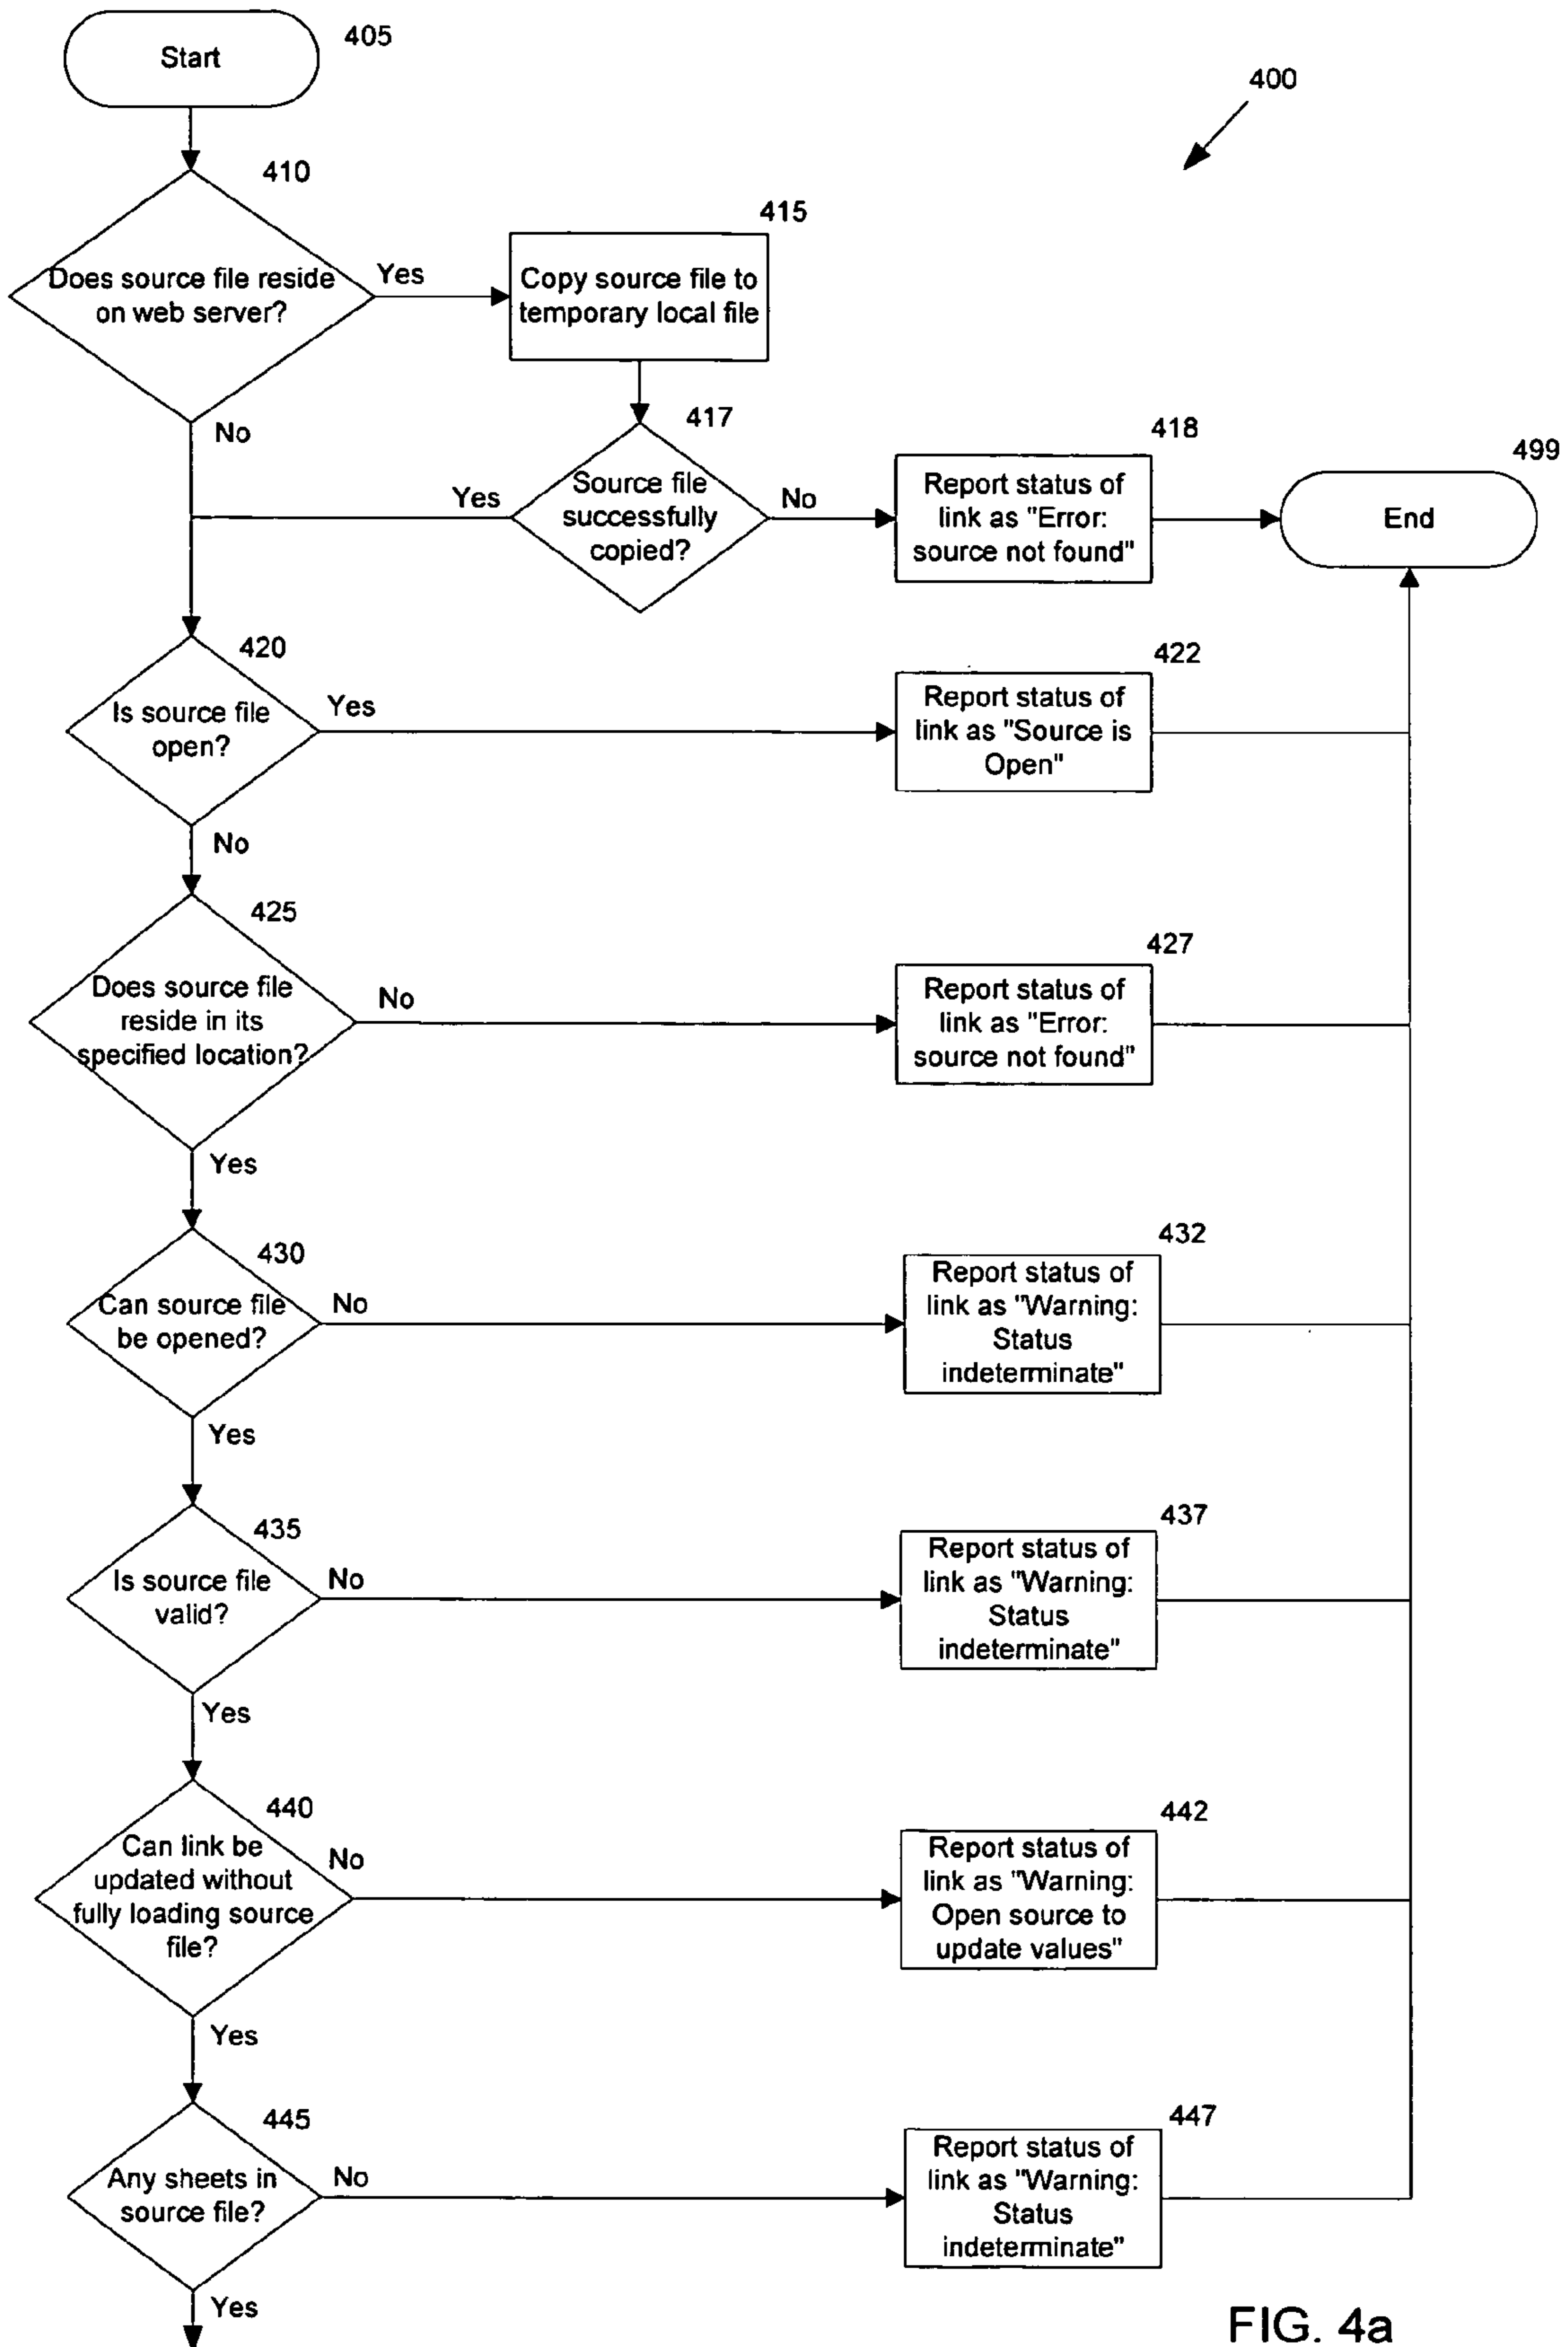 405
Start
400
410
415
Does source file reside
on web server?
Yes
Copy source file to
temporary local file
No
417
418
499
Yes
Source file
successfully
copied?
No
Report status of
link as "Error:
source not found"
End
420
422
Is source file
open?
Yes
Report status of
link as "Source is
Open"
No
425
427
Does source file
reside in its
specified location?
No
Report status of
link as "Error:
source not found"
Yes
430
432
Can source file
be opened?
No
Report status of
link as "Warning:
Status
indeterminate"
Yes
435
437
Is source file
valid?
No
Report status of
link as "Warning:
Status
indeterminate"
Yes
440
442
Can link be
updated without
fully loading source
file?
No
Report status of
link as "Warning:
Open source to
update values"
Yes
445
447
Any sheets in
source file?
No
Report status of
link as "Warning:
Status
indeterminate"
Yes
FIG. 4a